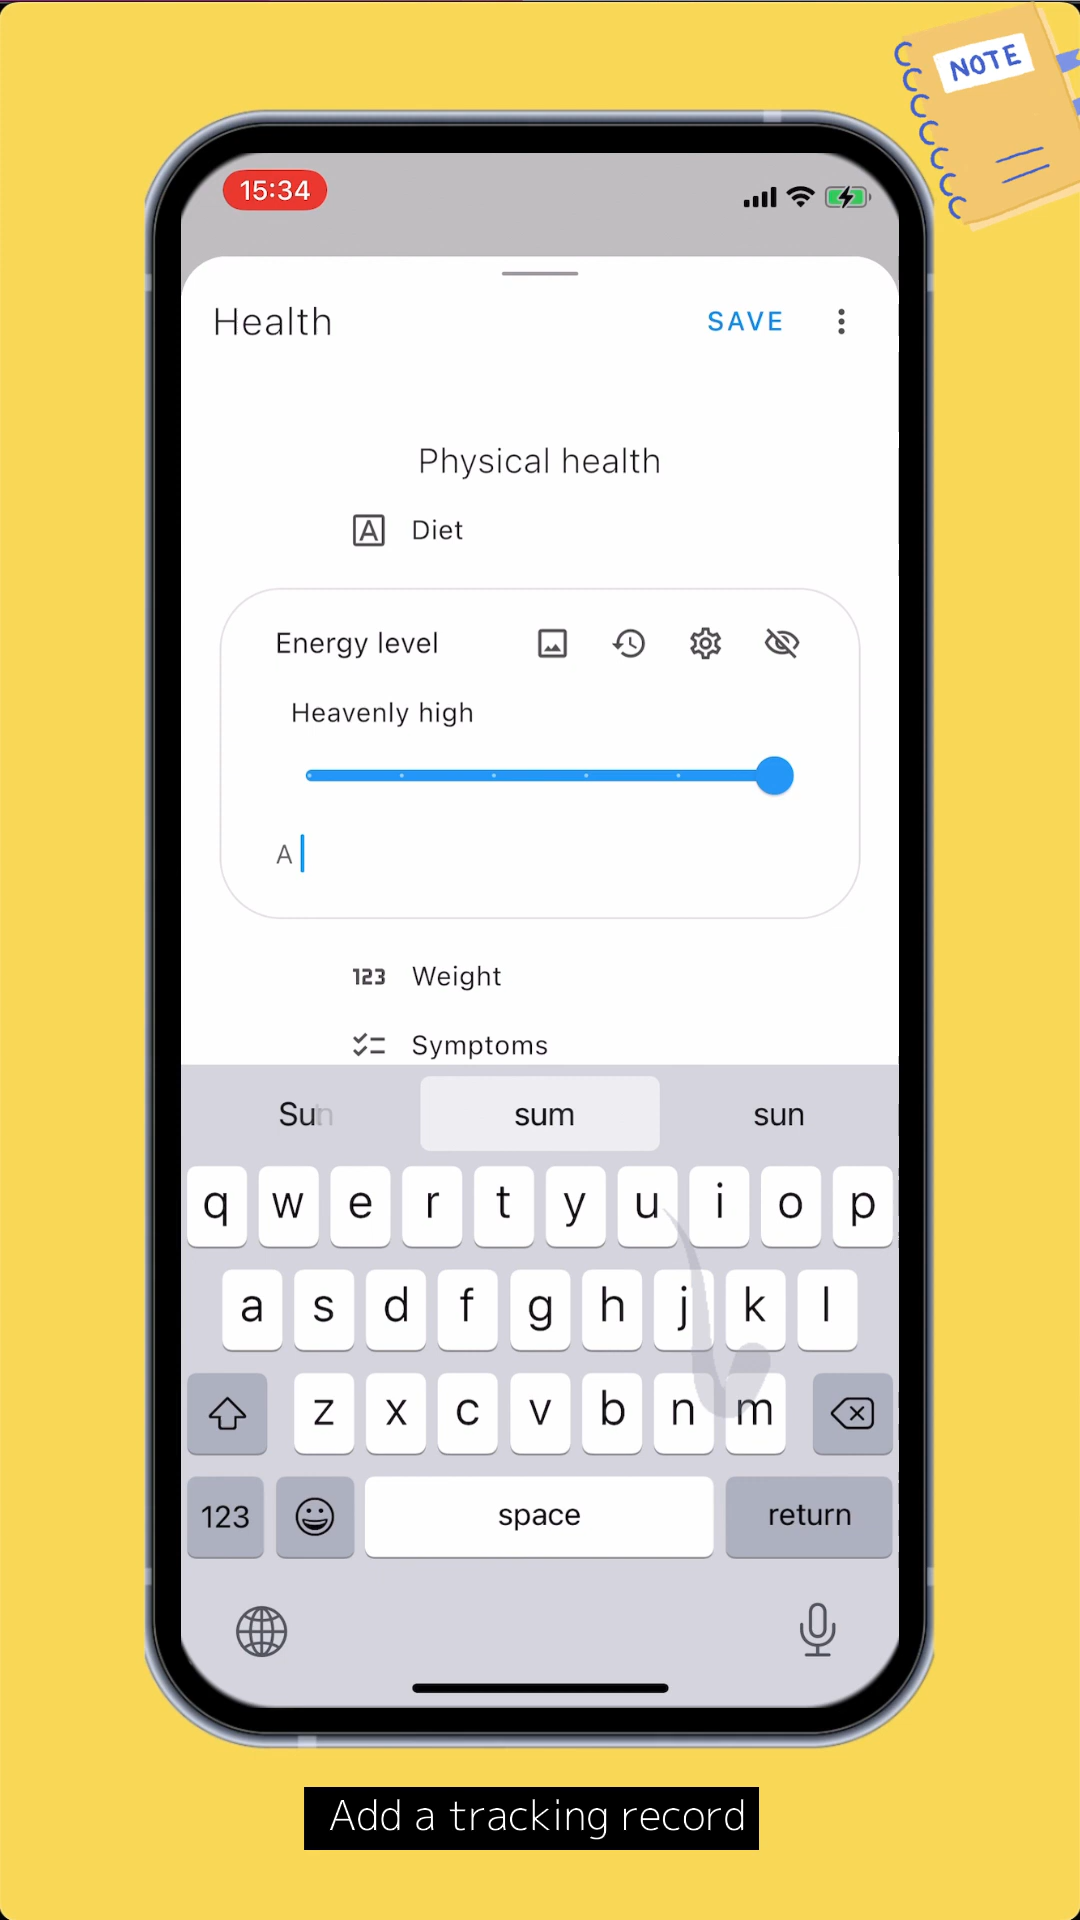 NOTE
15:34
Health
SAVE
Physical health
A Diet
Energy level
Heavenly high
A
123 Weight
Symptoms
Sun sum sun
q w e r t y u i o p
a s d f g h j k l
z x c v b n m
123 space return
Add a tracking record